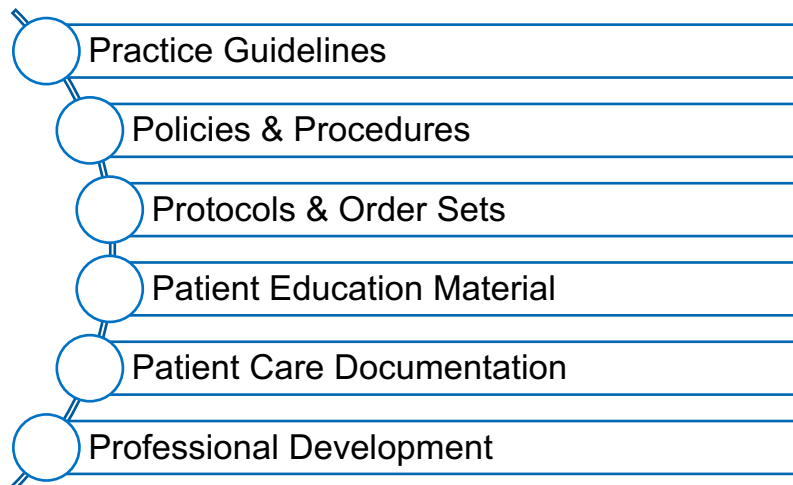 Practice Guidelines
Policies & Procedures
Protocols & Order Sets
Patient Education Material
Patient Care Documentation
Professional Development